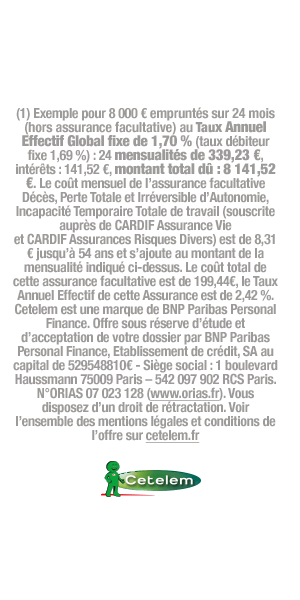 (1) Exemple pour 8 000 € empruntés sur 24 mois
(hors assurance facultative) au Taux Annuel
Effectif Global fixe de 1,70 % (taux débiteur
fixe 1,69 %) : 24 mensualités de 339,23 €,
intérêts : 141,52 €, montant total dû : 8 141,52
€. Le coût mensuel de l'assurance facultative
Décès, Perte Totale et Irréversible d'Autonomie,
Incapacité Temporaire Totale de travail (souscrite
auprès de CARDIF Assurance Vie
et CARDIF Assurances Risques Divers) est de 8,31
€ jusqu'à 54 ans et s'ajoute au montant de la
mensualité indiqué ci-dessus. Le coût total de
cette assurance facultative est de 199,44€, le Taux
Annuel Effectif de cette Assurance est de 2,42 %.
Cetelem est une marque de BNP Paribas Personal
Finance. Offre sous réserve d'étude et
d'acceptation de votre dossier par BNP Paribas
Personal Finance, Etablissement de crédit, SA au
capital de 529548810€ - Siège social : 1 boulevard
Haussmann 75009 Paris – 542 097 902 RCS Paris.
N°ORIAS 07 023 128 (www.orias.fr). Vous
disposez d'un droit de rétractation. Voir
l'ensemble des mentions légales et conditions de
l'offre sur cetelem.fr
Cetelem